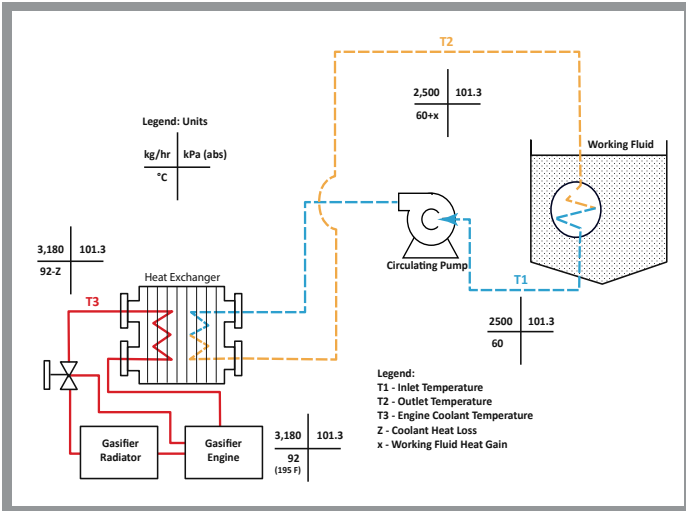 T2
2,500 101.3
60+x
Legend: Units
kg/hr kPa (abs)
°C
Working Fluid
3,180 101.3
92-Z
Heat Exchanger
Circulating Pump
T3
T1
2500 101.3
60
Legend:
T1 - Inlet Temperature
T2 - Outlet Temperature
T3 - Engine Coolant Temperature
Z - Coolant Heat Loss
x - Working Fluid Heat Gain
Gasifier
Radiator
Gasifier
Engine
3,180 101.3
92
(195 F)